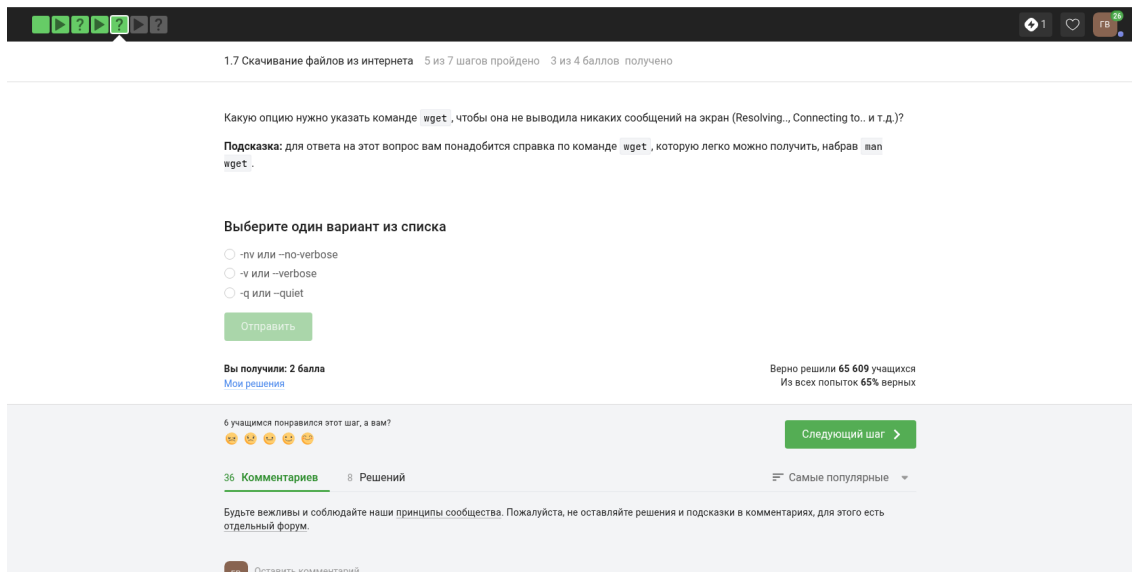 1
ГВ
26
1.7 Скачивание файлов из интернета 5 из 7 шагов пройдено 3 из 4 баллов получено
Какую опцию нужно указать команде wget, чтобы она не выводила никаких сообщений на экран (Resolving.., Connecting to.. и т.д.)?
Подсказка: для ответа на этот вопрос вам понадобится справка по команде wget, которую легко можно получить, набрав man
wget.
Выберите один вариант из списка
-nv или --no-verbose
-v или --verbose
-q или --quiet
Отправить
Вы получили: 2 балла
Мои решения
Верно решили 65 609 учащихся
Из всех попыток 65% верных
6 учащимся понравился этот шаг, а вам?
Следующий шаг
36 Комментариев 8 Решений Самые популярные
Будьте вежливы и соблюдайте наши принципы сообщества. Пожалуйста, не оставляйте решения и подсказки в комментариях, для этого есть
отдельный форум.
Оставить комментарий